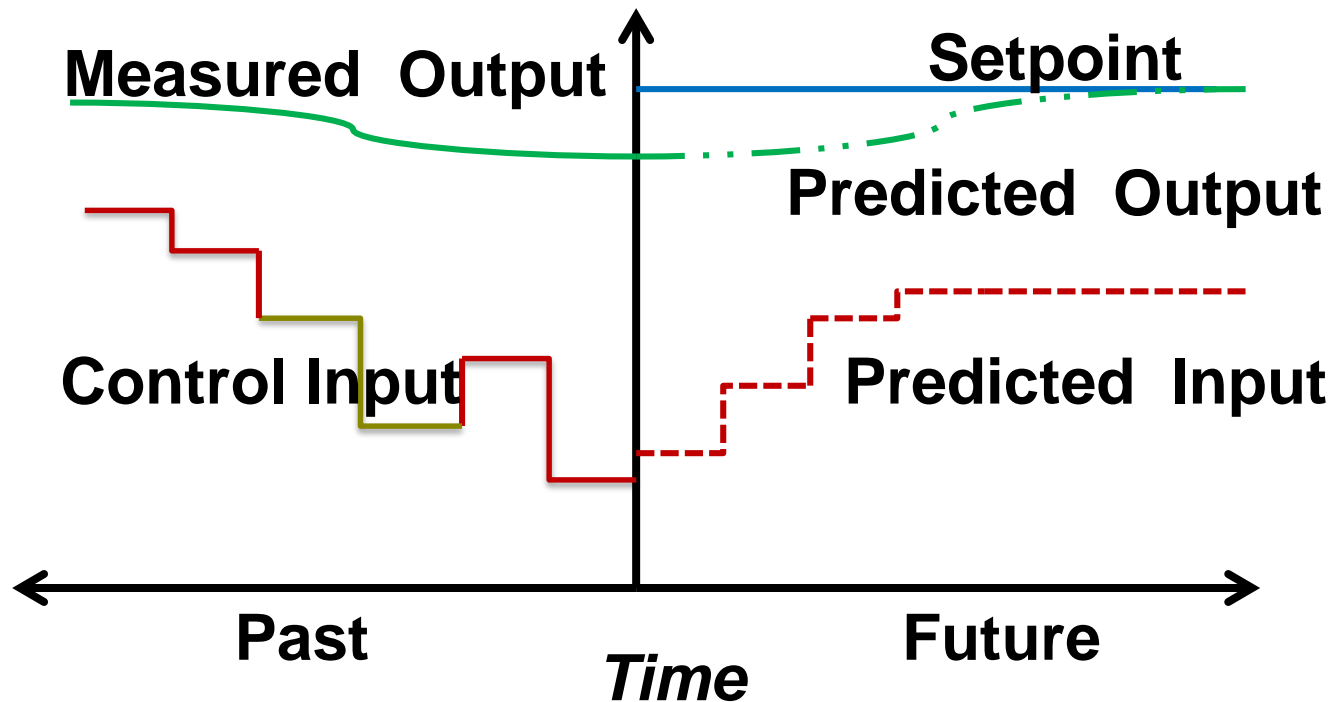 Measured Output
Setpoint
Predicted Output
Control Input
Predicted Input
Past
Future
Time